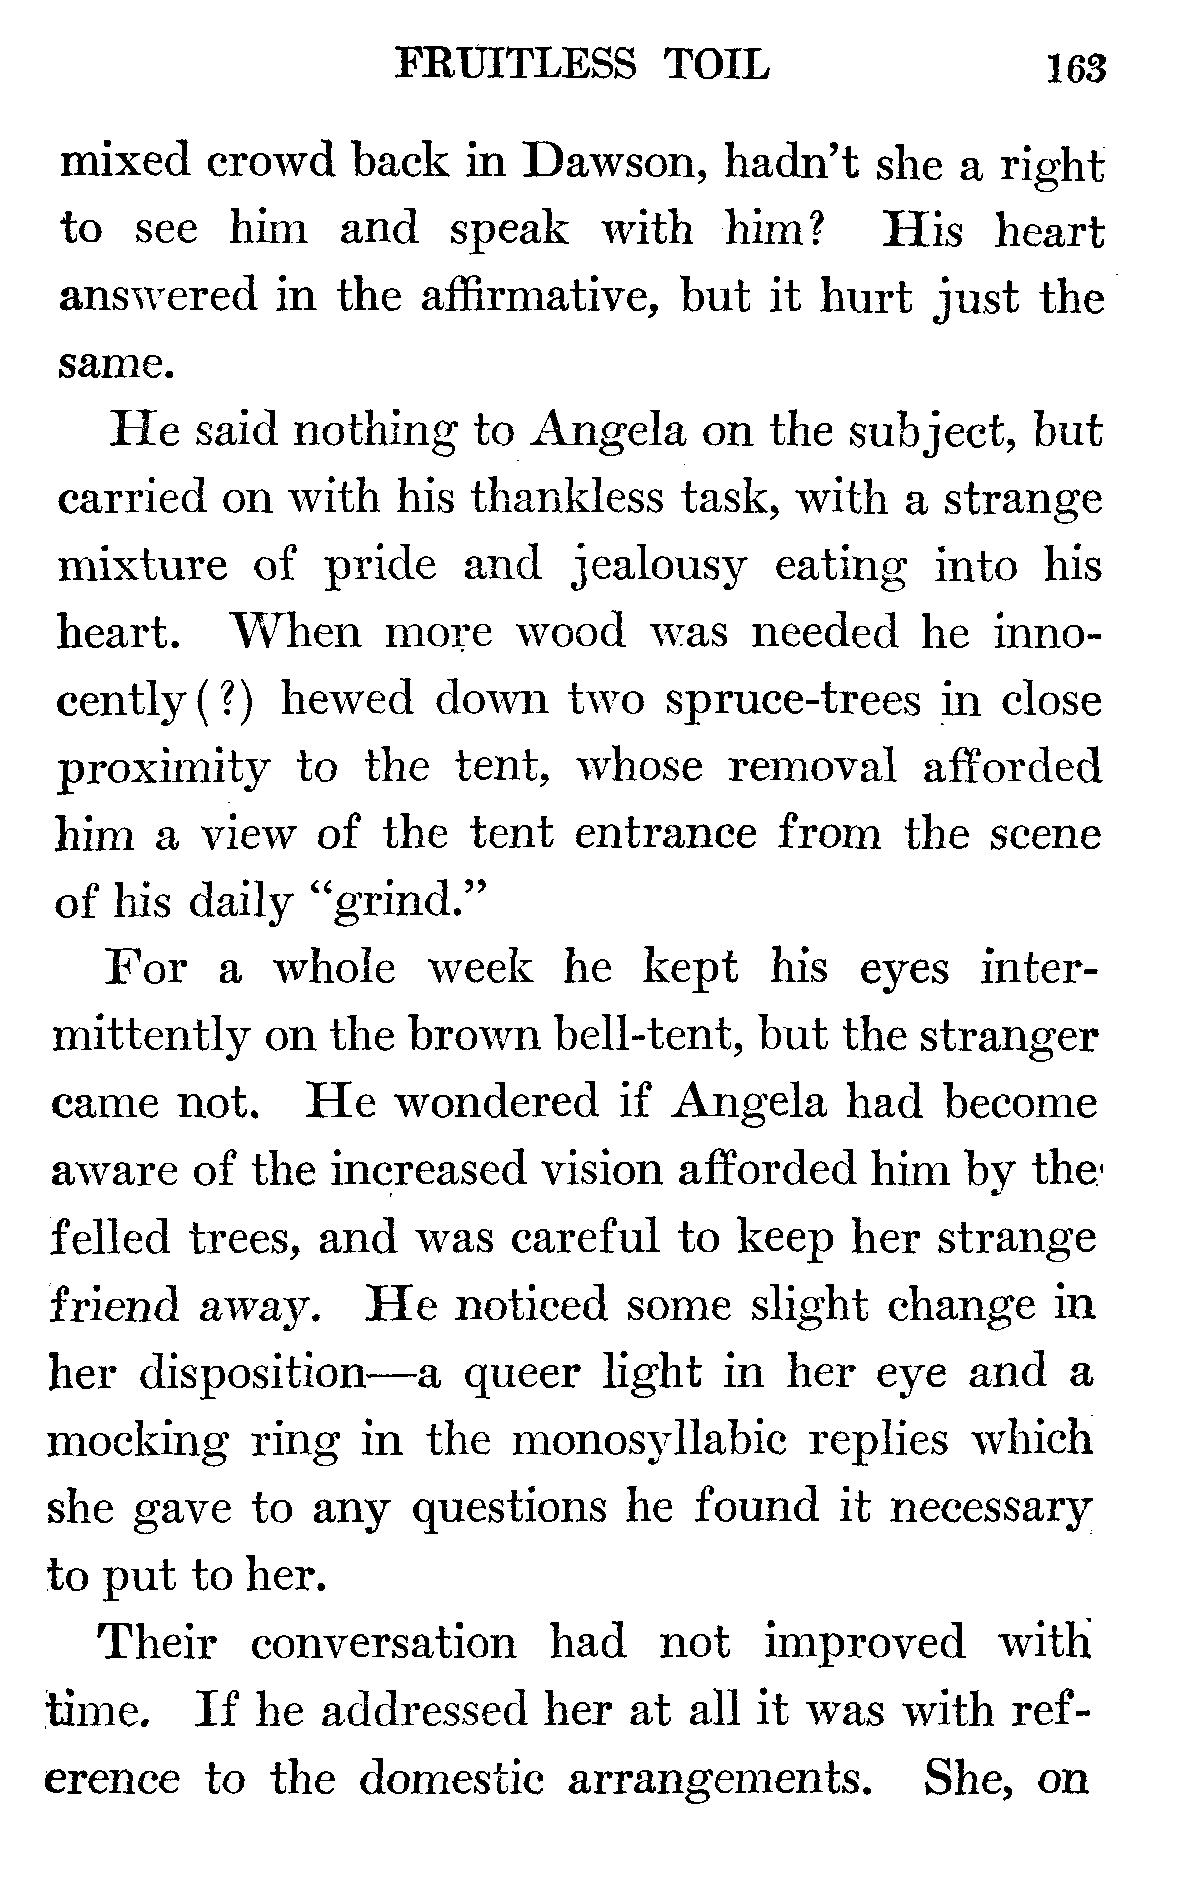 FRUITLESS TOIL 163
mixed crowd back in Dawson, hadn't she a right
to see him and speak with him? His heart
answered in the affirmative, but it hurt just the
same.
He said nothing to Angela on the subject, but
carried on with his thankless task, with a strange
mixture of pride and jealousy eating into his
heart. When more wood was needed he inno-
cently(?) hewed down two spruce-trees in close
proximity to the tent, whose removal afforded
him a view of the tent entrance from the scene
of his daily “grind.”
For a whole week he kept his eyes inter-
mittently on the brown bell-tent, but the stranger
came not. He wondered if Angela had become
aware of the increased vision afforded him by the
felled trees, and was careful to keep her strange
friend away. He noticed some slight change in
her disposition—a queer light in her eye and a
mocking ring in the monosyllabic replies which
she gave to any questions he found it necessary
to put to her.
Their conversation had not improved with
time. If he addressed her at all it was with ref-
erence to the domestic arrangements. She, on